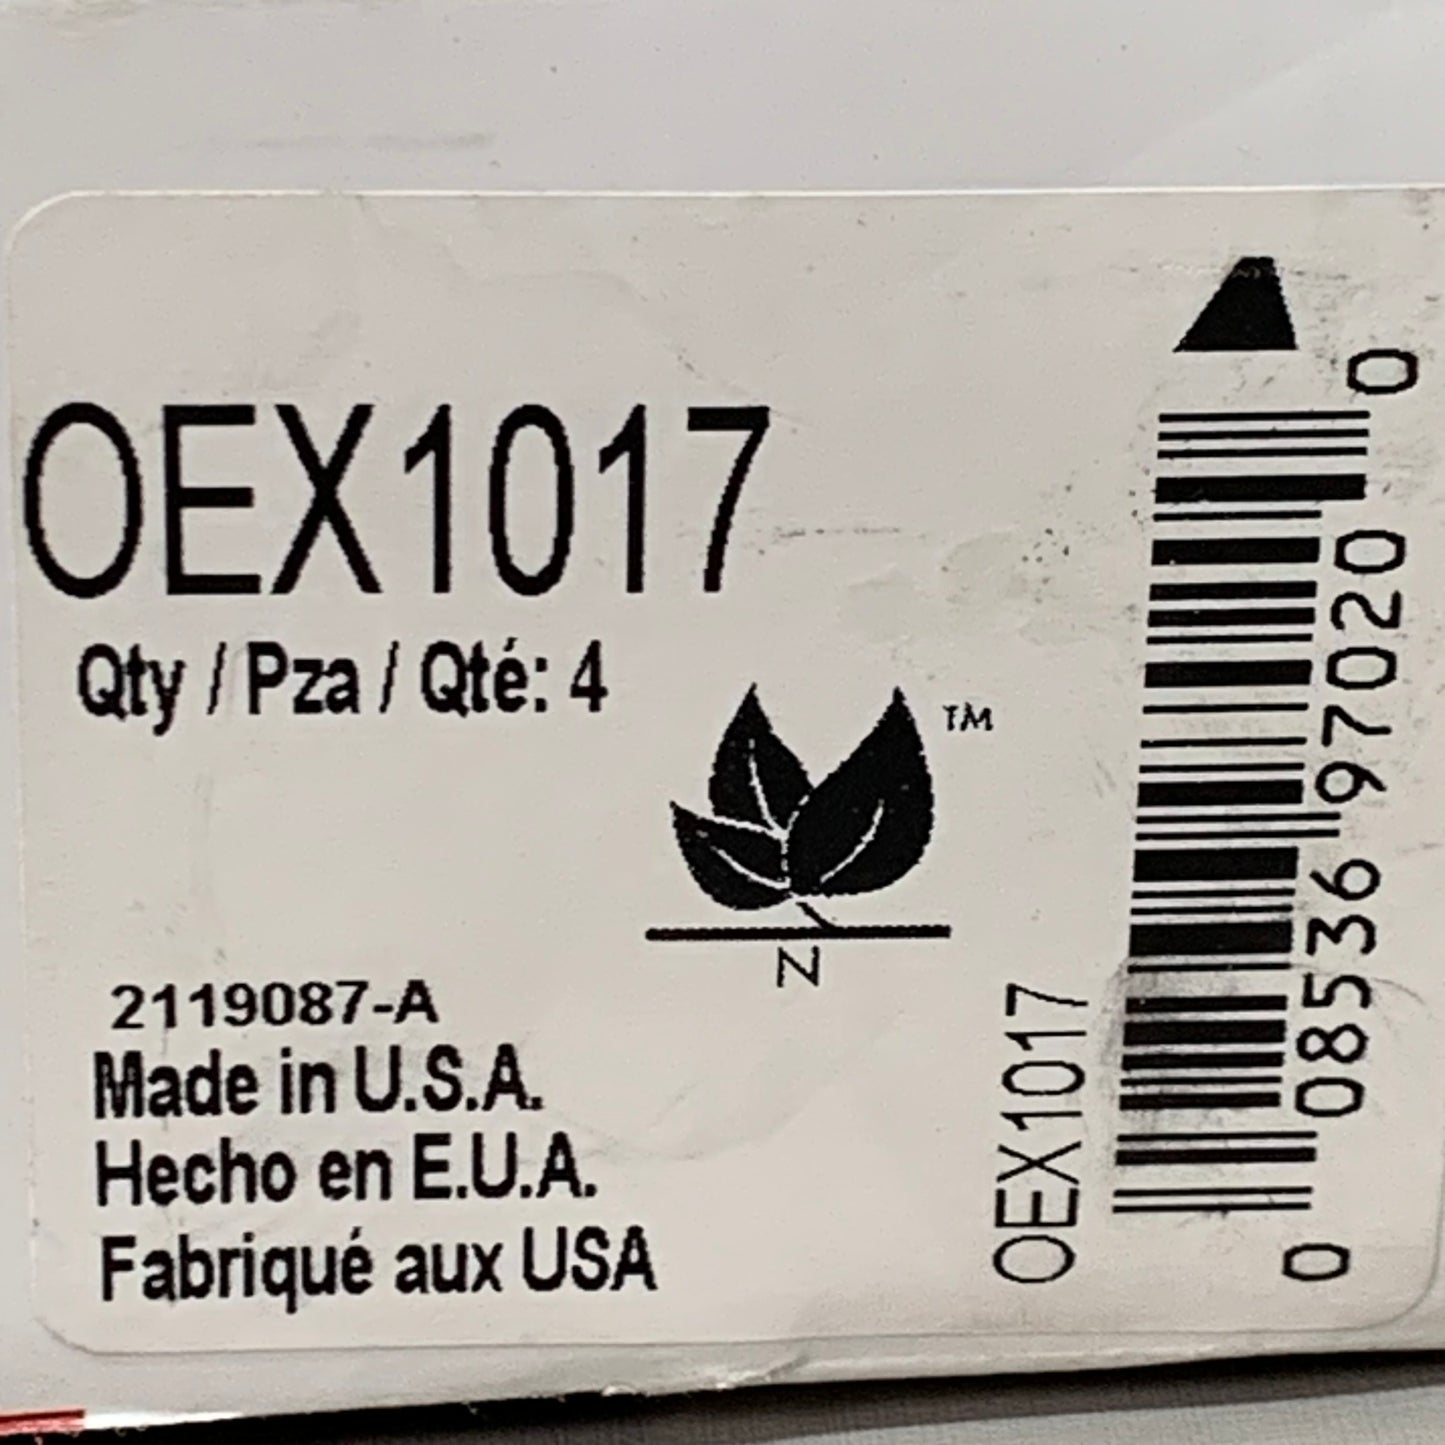 OEX1017
Qty / Pza / Qté: 4
TM
N
2119087-A
Made in U.S.A.
Hecho en E.U.A.
Fabriqué aux USA
OEX1017
0 08536 97020 0